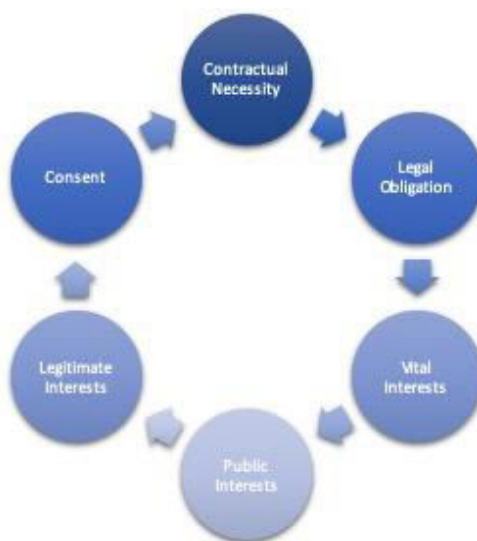 Contractual
Necessity
Legal
Obligation
Vital
Interests
Public
Interests
Legitimate
Interests
Consent